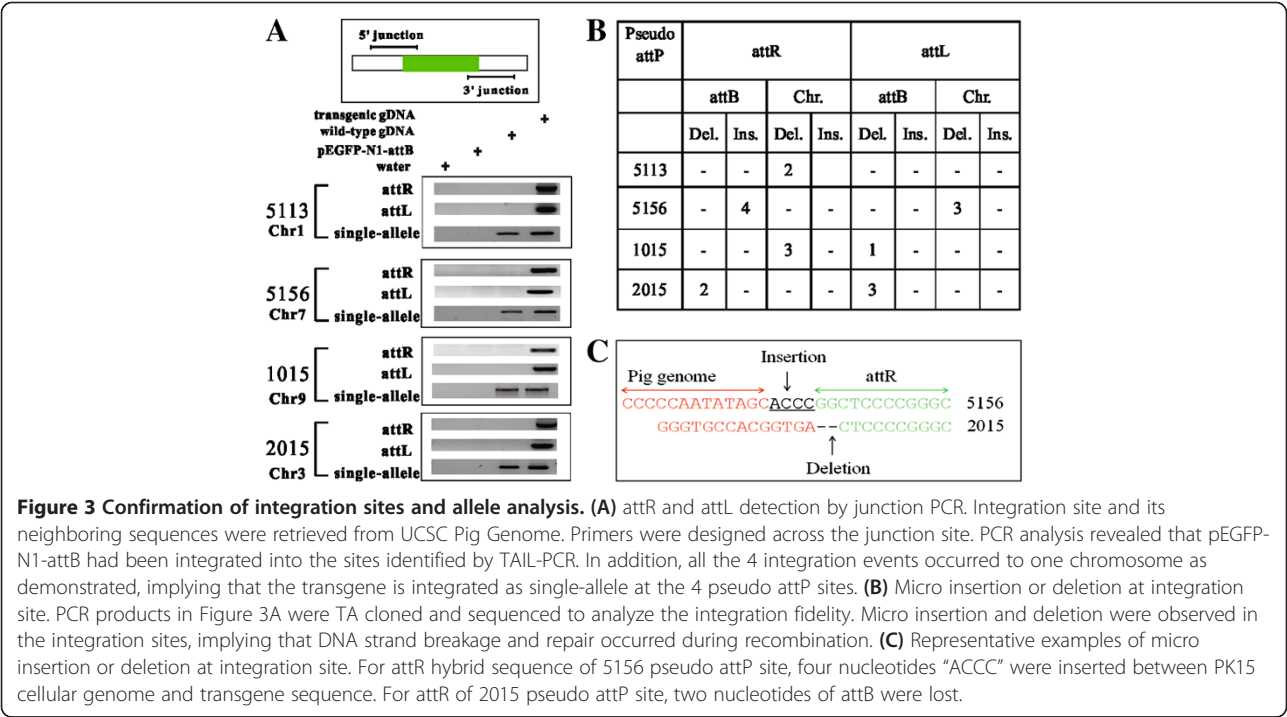 A
5' junction
3' junction
transgenic gDNA +
wild-type gDNA +
pEGFP-N1-attB +
water +
attR
5113 attL
Chr1 single-allele
attR
5156 attL
Chr7 single-allele
attR
1015 attL
Chr9 single-allele
attR
2015 attL
Chr3 single-allele
B
Pseudo attR attL
attP
attB Chr. attB Chr.
Del. Ins. Del. Ins. Del. Ins. Del. Ins.
5113 - - 2 - - - - -
5156 - 4 - - - - 3 -
1015 - - 3 - 1 - - -
2015 2 - - - 3 - - -
C
Insertion
Pig genome attR
CCCCCAATATAGCACCCGGCTCCCCGGGC 5156
GGGTGCCACGGTGA--CTCCCCGGGC 2015
Deletion
Figure 3 Confirmation of integration sites and allele analysis. (A) attR and attL detection by junction PCR. Integration site and its
neighboring sequences were retrieved from UCSC Pig Genome. Primers were designed across the junction site. PCR analysis revealed that pEGFP-
N1-attB had been integrated into the sites identified by TAIL-PCR. In addition, all the 4 integration events occurred to one chromosome as
demonstrated, implying that the transgene is integrated as single-allele at the 4 pseudo attP sites. (B) Micro insertion or deletion at integration
site. PCR products in Figure 3A were TA cloned and sequenced to analyze the integration fidelity. Micro insertion and deletion were observed in
the integration sites, implying that DNA strand breakage and repair occurred during recombination. (C) Representative examples of micro
insertion or deletion at integration site. For attR hybrid sequence of 5156 pseudo attP site, four nucleotides “ACCC” were inserted between PK15
cellular genome and transgene sequence. For attR of 2015 pseudo attP site, two nucleotides of attB were lost.